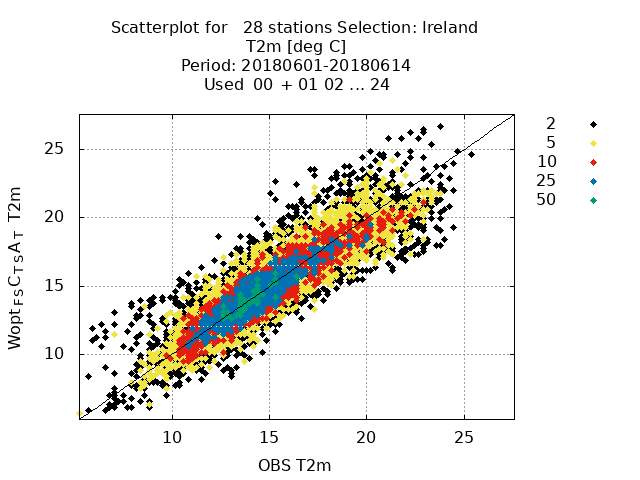 Scatterplot for 28 stations Selection: Ireland
T2m [deg C]
Period: 20180601-20180614
Used 00 + 01 02 ... 24
2
5
10
25
50
25
20
15
10
Wopt_FSC_TSA_T T2m
10 15 20 25
OBS T2m